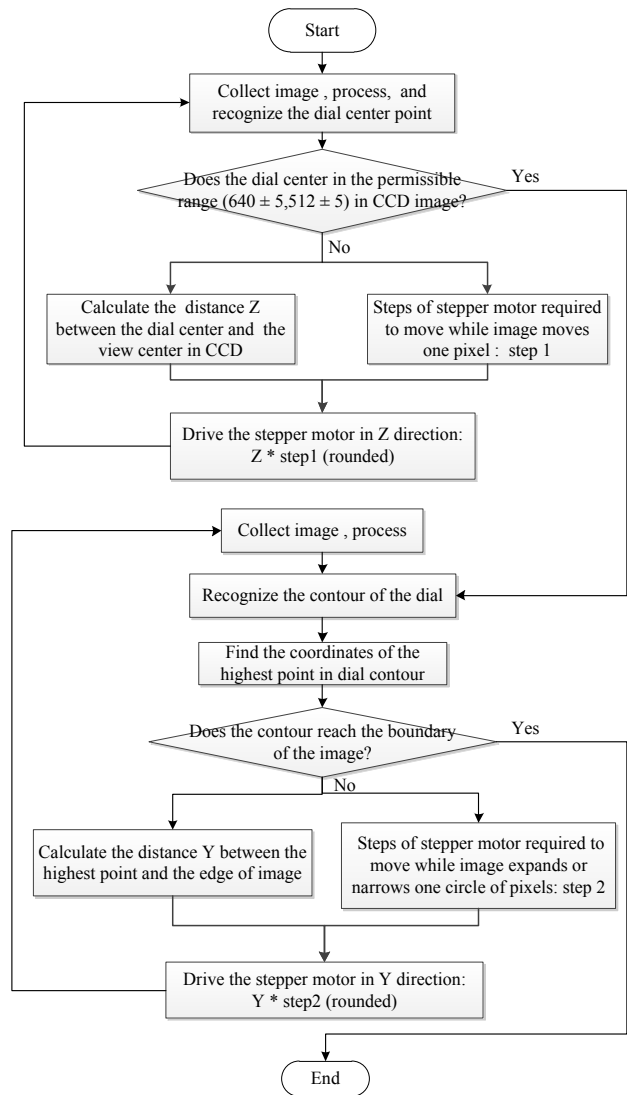 Start
Collect image , process, and
recognize the dial center point
Does the dial center in the permissible
range (640 ± 5,512 ± 5) in CCD image?
Yes
No
Calculate the distance Z
between the dial center and the
view center in CCD
Steps of stepper motor required
to move while image moves
one pixel : step 1
Drive the stepper motor in Z direction:
Z * step1 (rounded)
Collect image , process
Recognize the contour of the dial
Find the coordinates of the
highest point in dial contour
Does the contour reach the boundary
of the image?
Yes
No
Calculate the distance Y between the
highest point and the edge of image
Steps of stepper motor required to
move while image expands or
narrows one circle of pixels: step 2
Drive the stepper motor in Y direction:
Y * step2 (rounded)
End